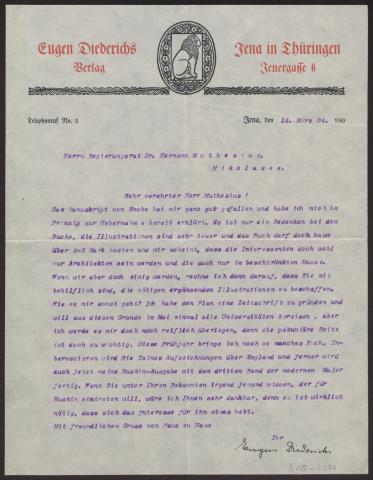 Eugen Diederichs
Verlag
Jena in Thüringen
Jenergasse 6
Telephonruf No. 2
Jena, den 14. März 06. 190
Herrn Regierungsrat Dr. Hermann Muthesius,
Nikolassee.
Sehr verehrter Herr Muthesius!
Das Manuskript von Hocke hat mir ganz gut gefallen und habe ich mich im
Prinzip zur Uebernahme bereit erklärt. Es ist nur ein Bedenken bei dem
Buche, die Illustrationen sind sehr teuer und das Buch darf doch kaum
über 4-5 Mark kosten und mir scheint, dass die Interessenten doch wohl
nur Architekten sein werden und die auch nur im beschränkten Masse.
Wenn wir aber doch einig werden, rechne ich dann darauf, dass Sie mit
behilflich sind, die nötigen ergänzenden Illustrationen zu beschaffen.
Wie es mir sonst geht? Ich habe den Plan eine Zeitschrift zu gründen und
will aus diesem Grunde im Mai einmal alle Universitäten bereisen, aber
ich werde es mir doch noch reiflich überlegen, denn die pekuniäre Seite
ist doch zu wichtig. Dieses Frühjahr bringe ich noch so manches Buch. In-
teressieren wird Sie Taines Aufzeichnungen über England und ferner wird
auch jetzt meine Ruskin-Ausgabe mit dem dritten Band der modernen Maler
fertig. Wenn Sie unter Ihren Bekannten irgend jemand wissen, der für
Ruskin eintreten will, wäre ich Ihnen sehr dankbar, denn es ist wirklich
nötig, dass sich das Interesse für ihn etwas hebt.
Mit freundlichem Gruss von Haus zu Haus
Ihr
Eugen Diederichs